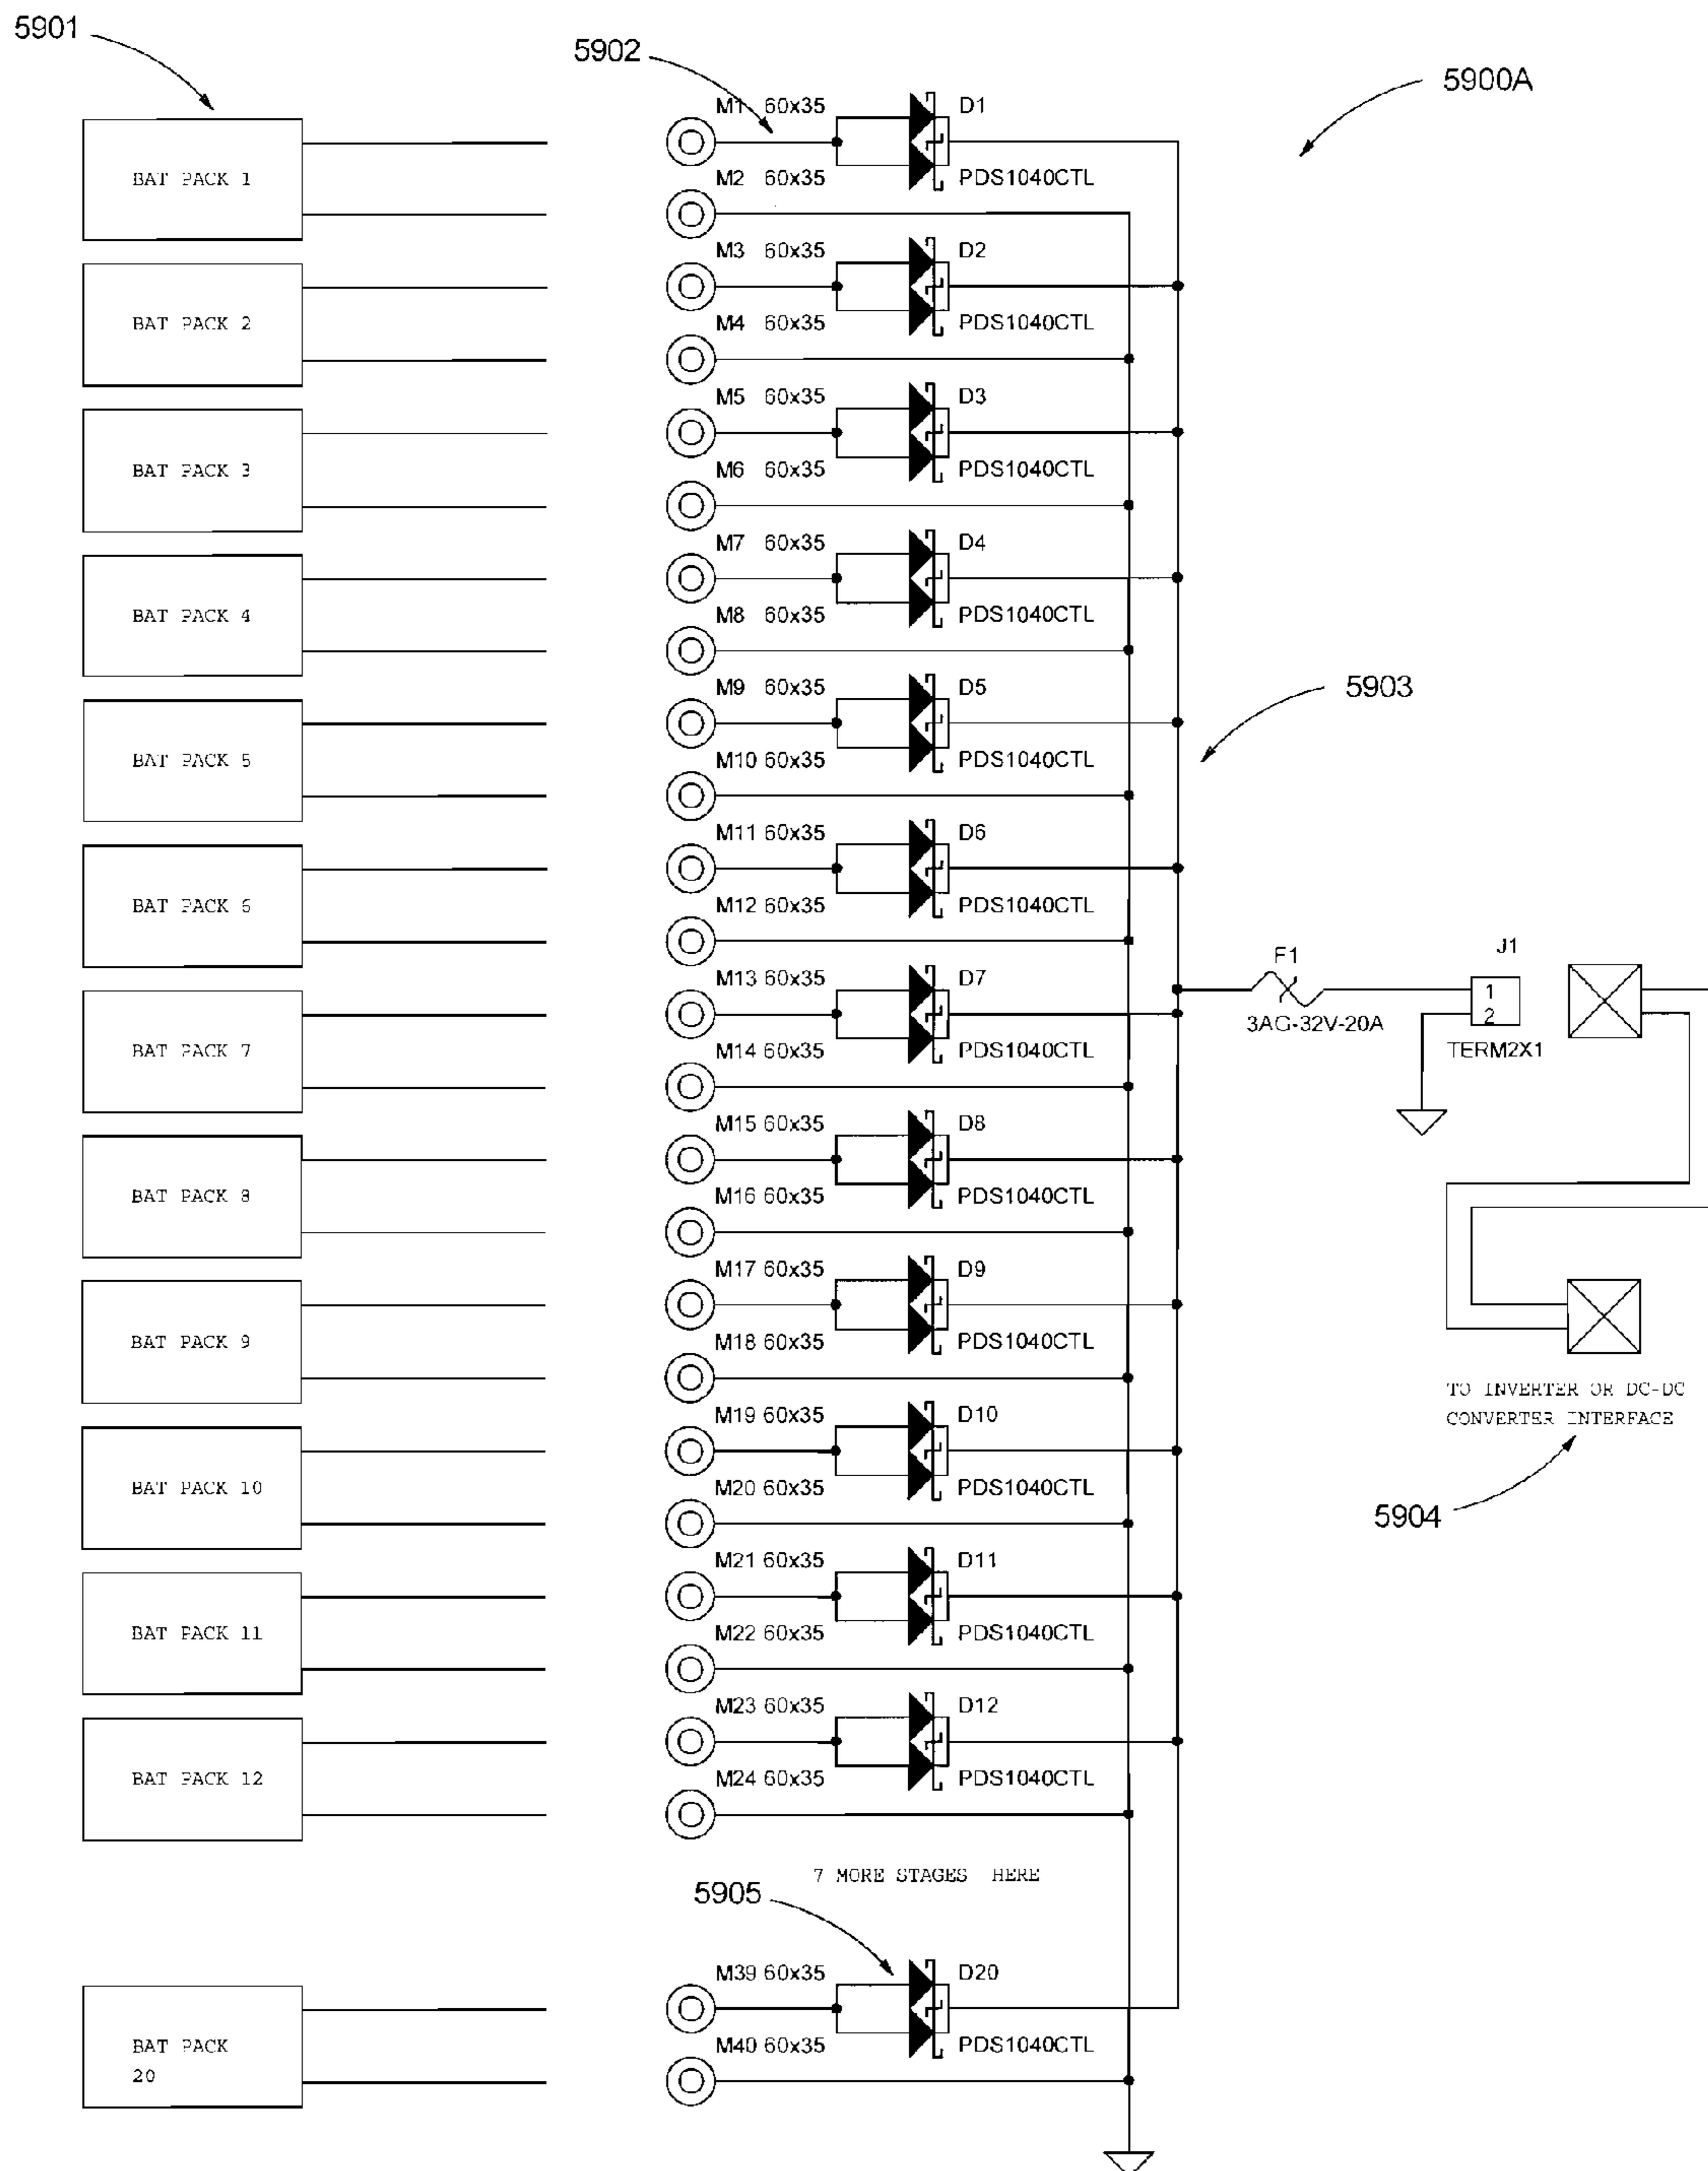 5901
5902
5900A
M1 60x35 D1
BAT PACK 1
M2 60x35 PDS1040CTL
M3 60x35 D2
BAT PACK 2
M4 60x35 PDS1040CTL
M5 60x35 D3
BAT PACK 3
M6 60x35 PDS1040CTL
M7 60x35 D4
BAT PACK 4
M8 60x35 PDS1040CTL
M9 60x35 D5
5903
BAT PACK 5
M10 60x35 PDS1040CTL
M11 60x35 D6
BAT PACK 6
M12 60x35 PDS1040CTL
F1
J1
M13 60x35 D7
1
2
3AG-32V-20A
TERM2X1
BAT PACK 7
M14 60x35 PDS1040CTL
M15 60x35 D8
BAT PACK 8
M16 60x35 PDS1040CTL
M17 60x35 D9
BAT PACK 9
M18 60x35 PDS1040CTL
TO INVERTER OR DC-DC
CONVERTER INTERFACE
5904
M19 60x35 D10
BAT PACK 10
M20 60x35 PDS1040CTL
M21 60x35 D11
BAT PACK 11
M22 60x35 PDS1040CTL
M23 60x35 D12
BAT PACK 12
M24 60x35 PDS1040CTL
7 MORE STAGES HERE
5905
M39 60x35 D20
BAT PACK
20
M40 60x35 PDS1040CTL